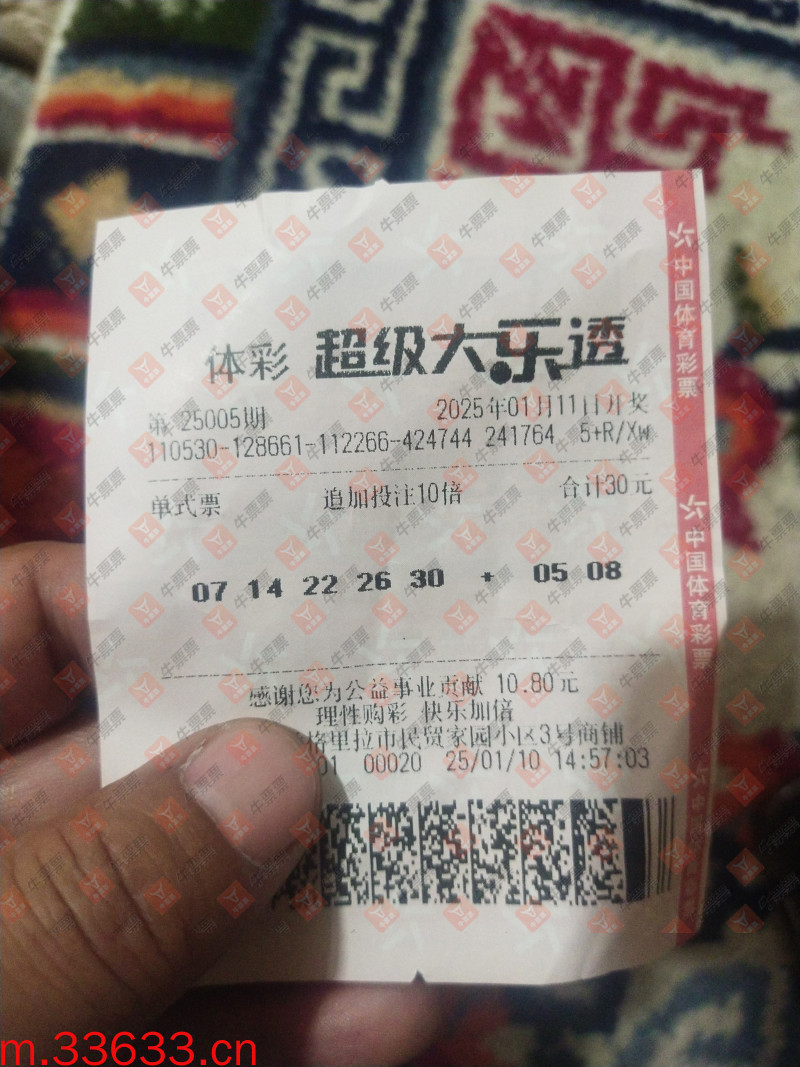 体彩 超级大乐透
第 25005期 2025年01月11日开奖
110530-128661-112266-424744 241764 5+R/Xw
单式票 追加投注10倍 合计30元
07 14 22 26 30 + 05 08
感谢您为公益事业贡献 10.80元
理性购彩 快乐加倍
格里拉市民贸家园小区3号商铺
01 00020 25/01/10 14:57:03
中国体育彩票
中国体育彩票
牛票票
m.33633.cn